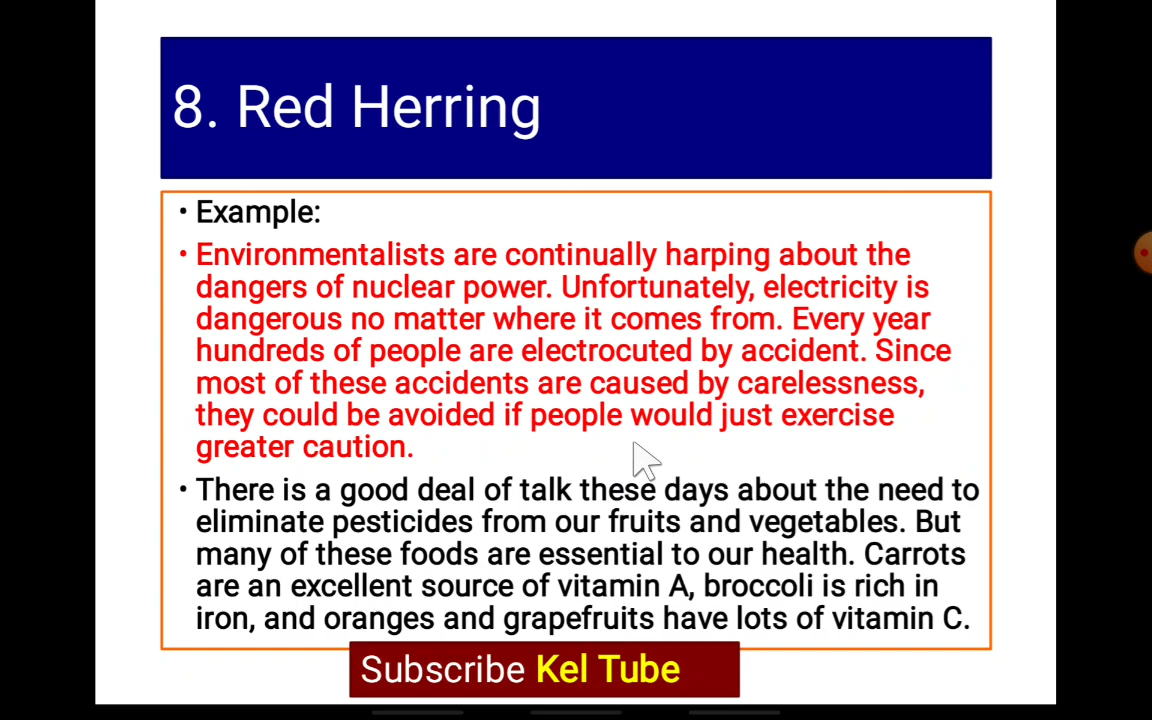 8. Red Herring
• Example:
• Environmentalists are continually harping about the
dangers of nuclear power. Unfortunately, electricity is
dangerous no matter where it comes from. Every year
hundreds of people are electrocuted by accident. Since
most of these accidents are caused by carelessness,
they could be avoided if people would just exercise
greater caution.
• There is a good deal of talk these days about the need to
eliminate pesticides from our fruits and vegetables. But
many of these foods are essential to our health. Carrots
are an excellent source of vitamin A, broccoli is rich in
iron, and oranges and grapefruits have lots of vitamin C.
Subscribe Kel Tube